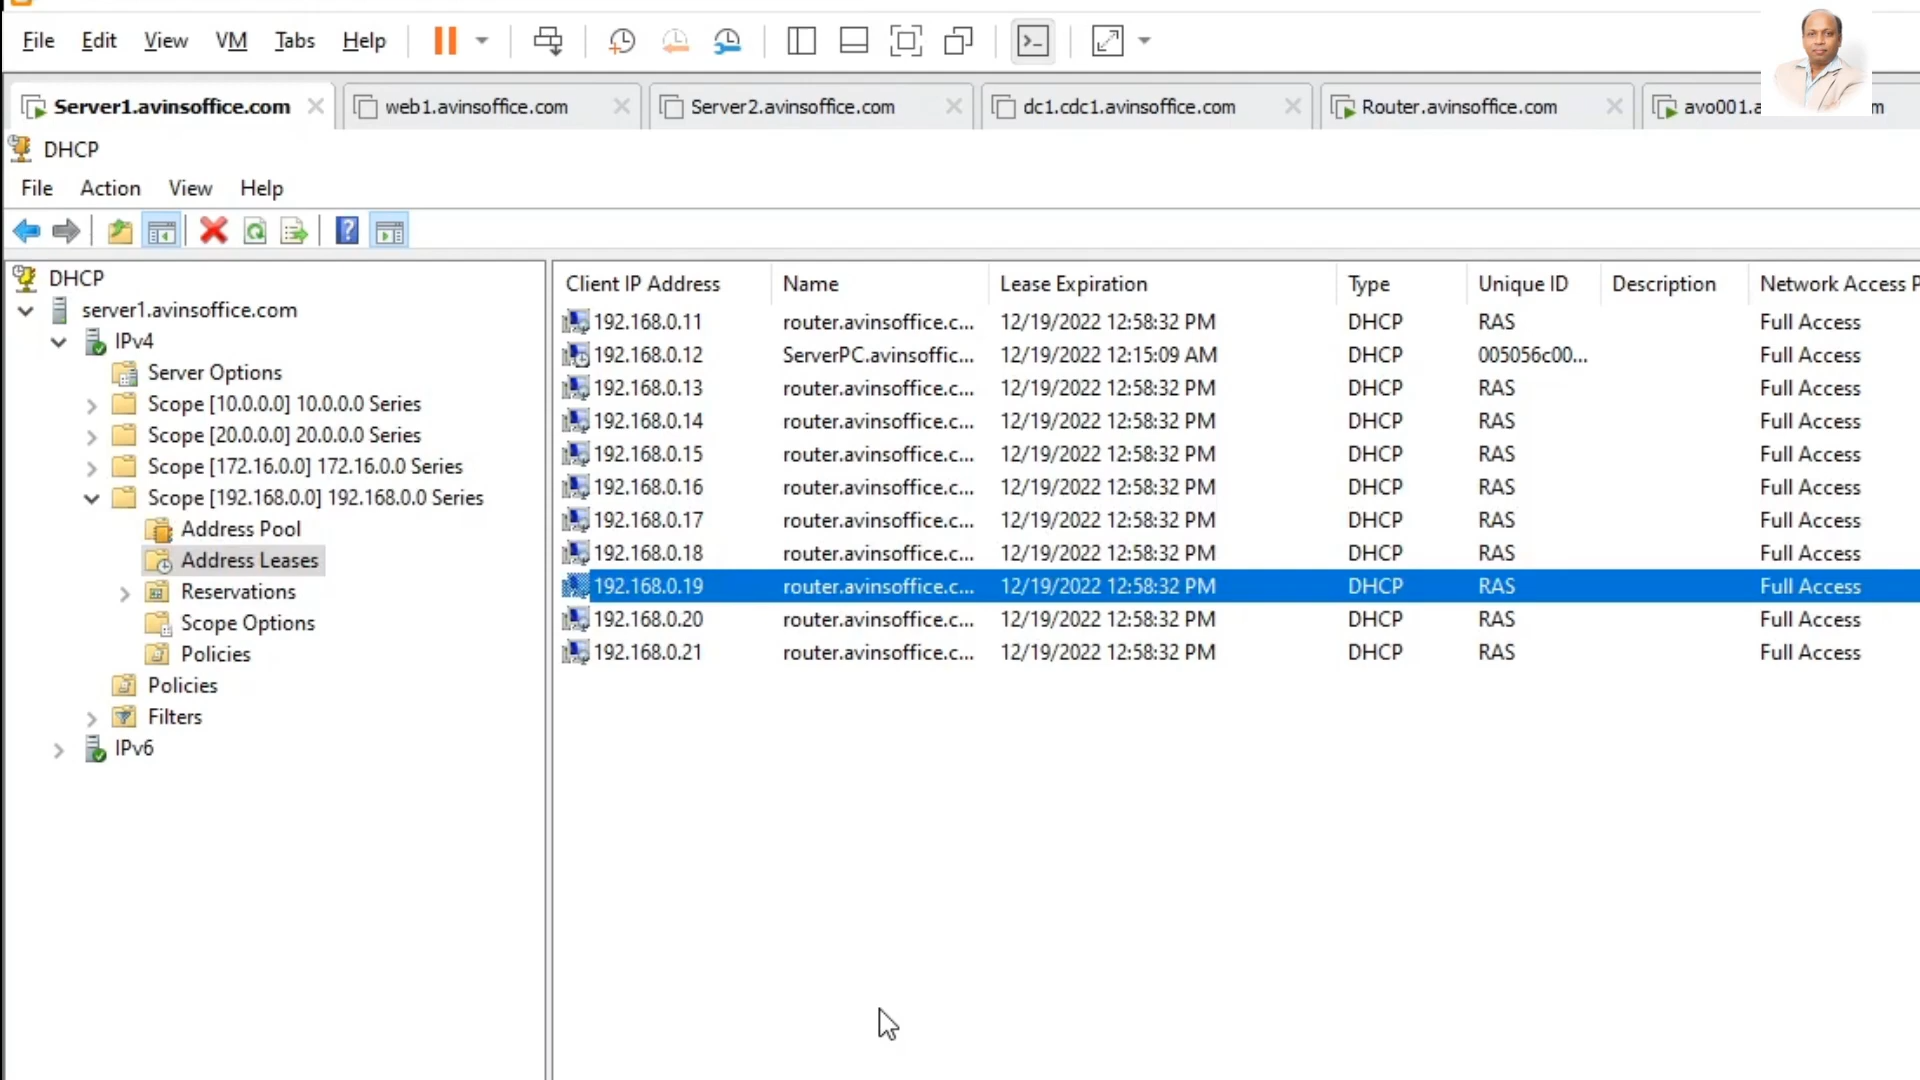 File Edit View VM Tabs Help
Server1.avinsoffice.com web1.avinsoffice.com Server2.avinsoffice.com dc1.cdc1.avinsoffice.com Router.avinsoffice.com avo001.a m
DHCP
File Action View Help
DHCP
server1.avinsoffice.com
IPv4
Server Options
Scope [10.0.0.0] 10.0.0.0 Series
Scope [20.0.0.0] 20.0.0.0 Series
Scope [172.16.0.0] 172.16.0.0 Series
Scope [192.168.0.0] 192.168.0.0 Series
Address Pool
Address Leases
Reservations
Scope Options
Policies
Policies
Filters
IPv6
Client IP Address Name Lease Expiration Type Unique ID Description Network Access P
192.168.0.11 router.avinsoffice.c... 12/19/2022 12:58:32 PM DHCP RAS Full Access
192.168.0.12 ServerPC.avinsoffic... 12/19/2022 12:15:09 AM DHCP 005056c00... Full Access
192.168.0.13 router.avinsoffice.c... 12/19/2022 12:58:32 PM DHCP RAS Full Access
192.168.0.14 router.avinsoffice.c... 12/19/2022 12:58:32 PM DHCP RAS Full Access
192.168.0.15 router.avinsoffice.c... 12/19/2022 12:58:32 PM DHCP RAS Full Access
192.168.0.16 router.avinsoffice.c... 12/19/2022 12:58:32 PM DHCP RAS Full Access
192.168.0.17 router.avinsoffice.c... 12/19/2022 12:58:32 PM DHCP RAS Full Access
192.168.0.18 router.avinsoffice.c... 12/19/2022 12:58:32 PM DHCP RAS Full Access
192.168.0.19 router.avinsoffice.c... 12/19/2022 12:58:32 PM DHCP RAS Full Access
192.168.0.20 router.avinsoffice.c... 12/19/2022 12:58:32 PM DHCP RAS Full Access
192.168.0.21 router.avinsoffice.c... 12/19/2022 12:58:32 PM DHCP RAS Full Access